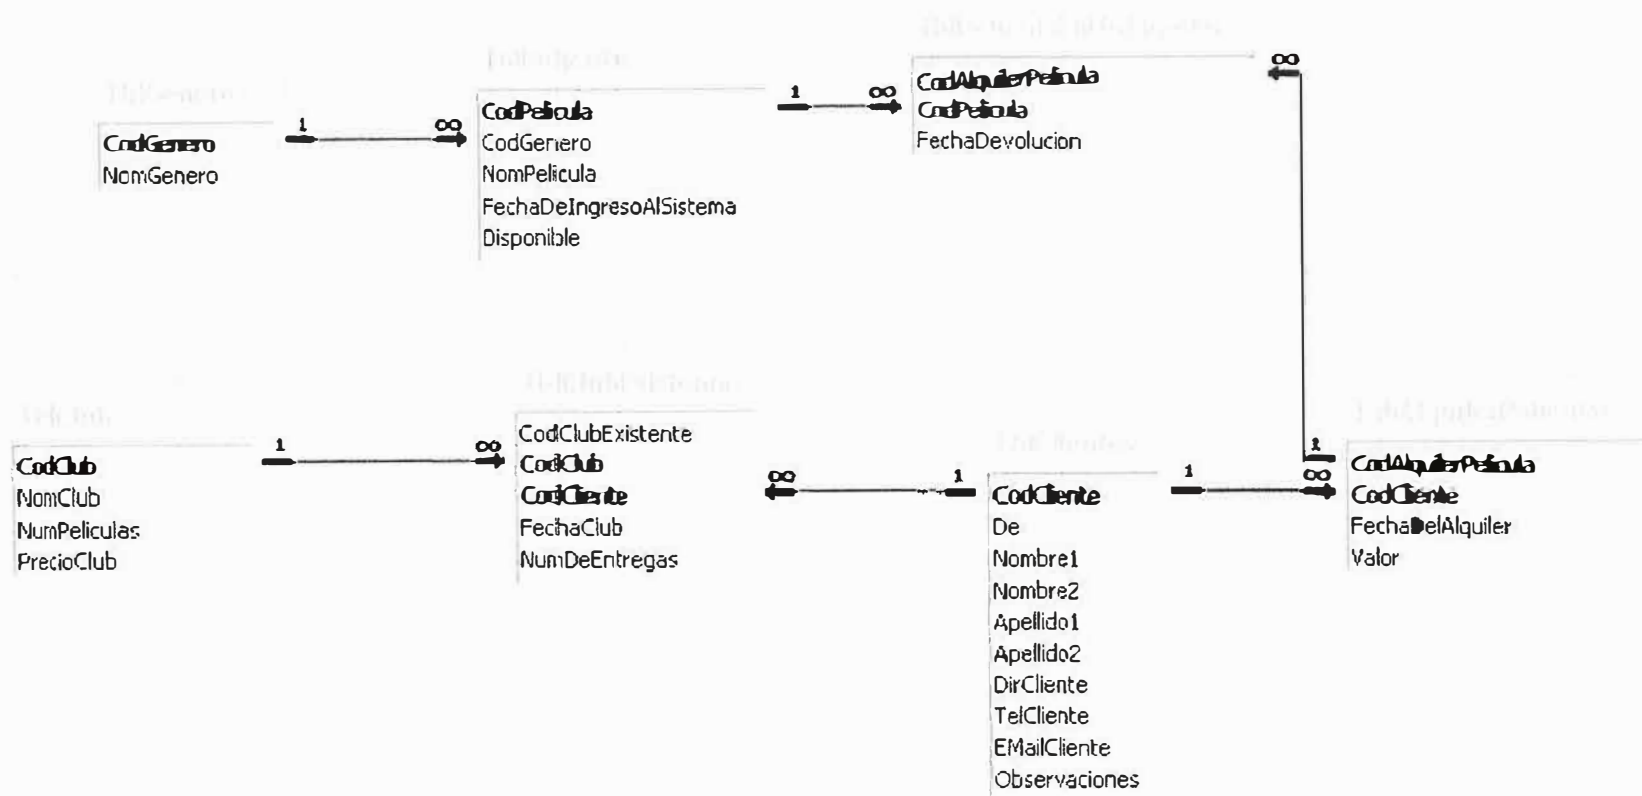 CodGenero
NomGenero
1
∞
CodPelicula
CodGenero
NomPelicula
FechaDeIngresoAlSistema
Disponible
1
∞
CodAlquilerPelicula
CodPelicula
FechaDevolucion
∞
CodClub
NomClub
NumPeliculas
PrecioClub
1
∞
CodClubExistente
CodClub
CodCliente
FechaClub
NumDeEntregas
∞
1
CodCliente
De
Nombre1
Nombre2
Apellido1
Apellido2
DirCliente
TelCliente
EMailCliente
Observaciones
1
1
∞
CodAlquilerPelicula
CodCliente
FechaDelAlquiler
Valor